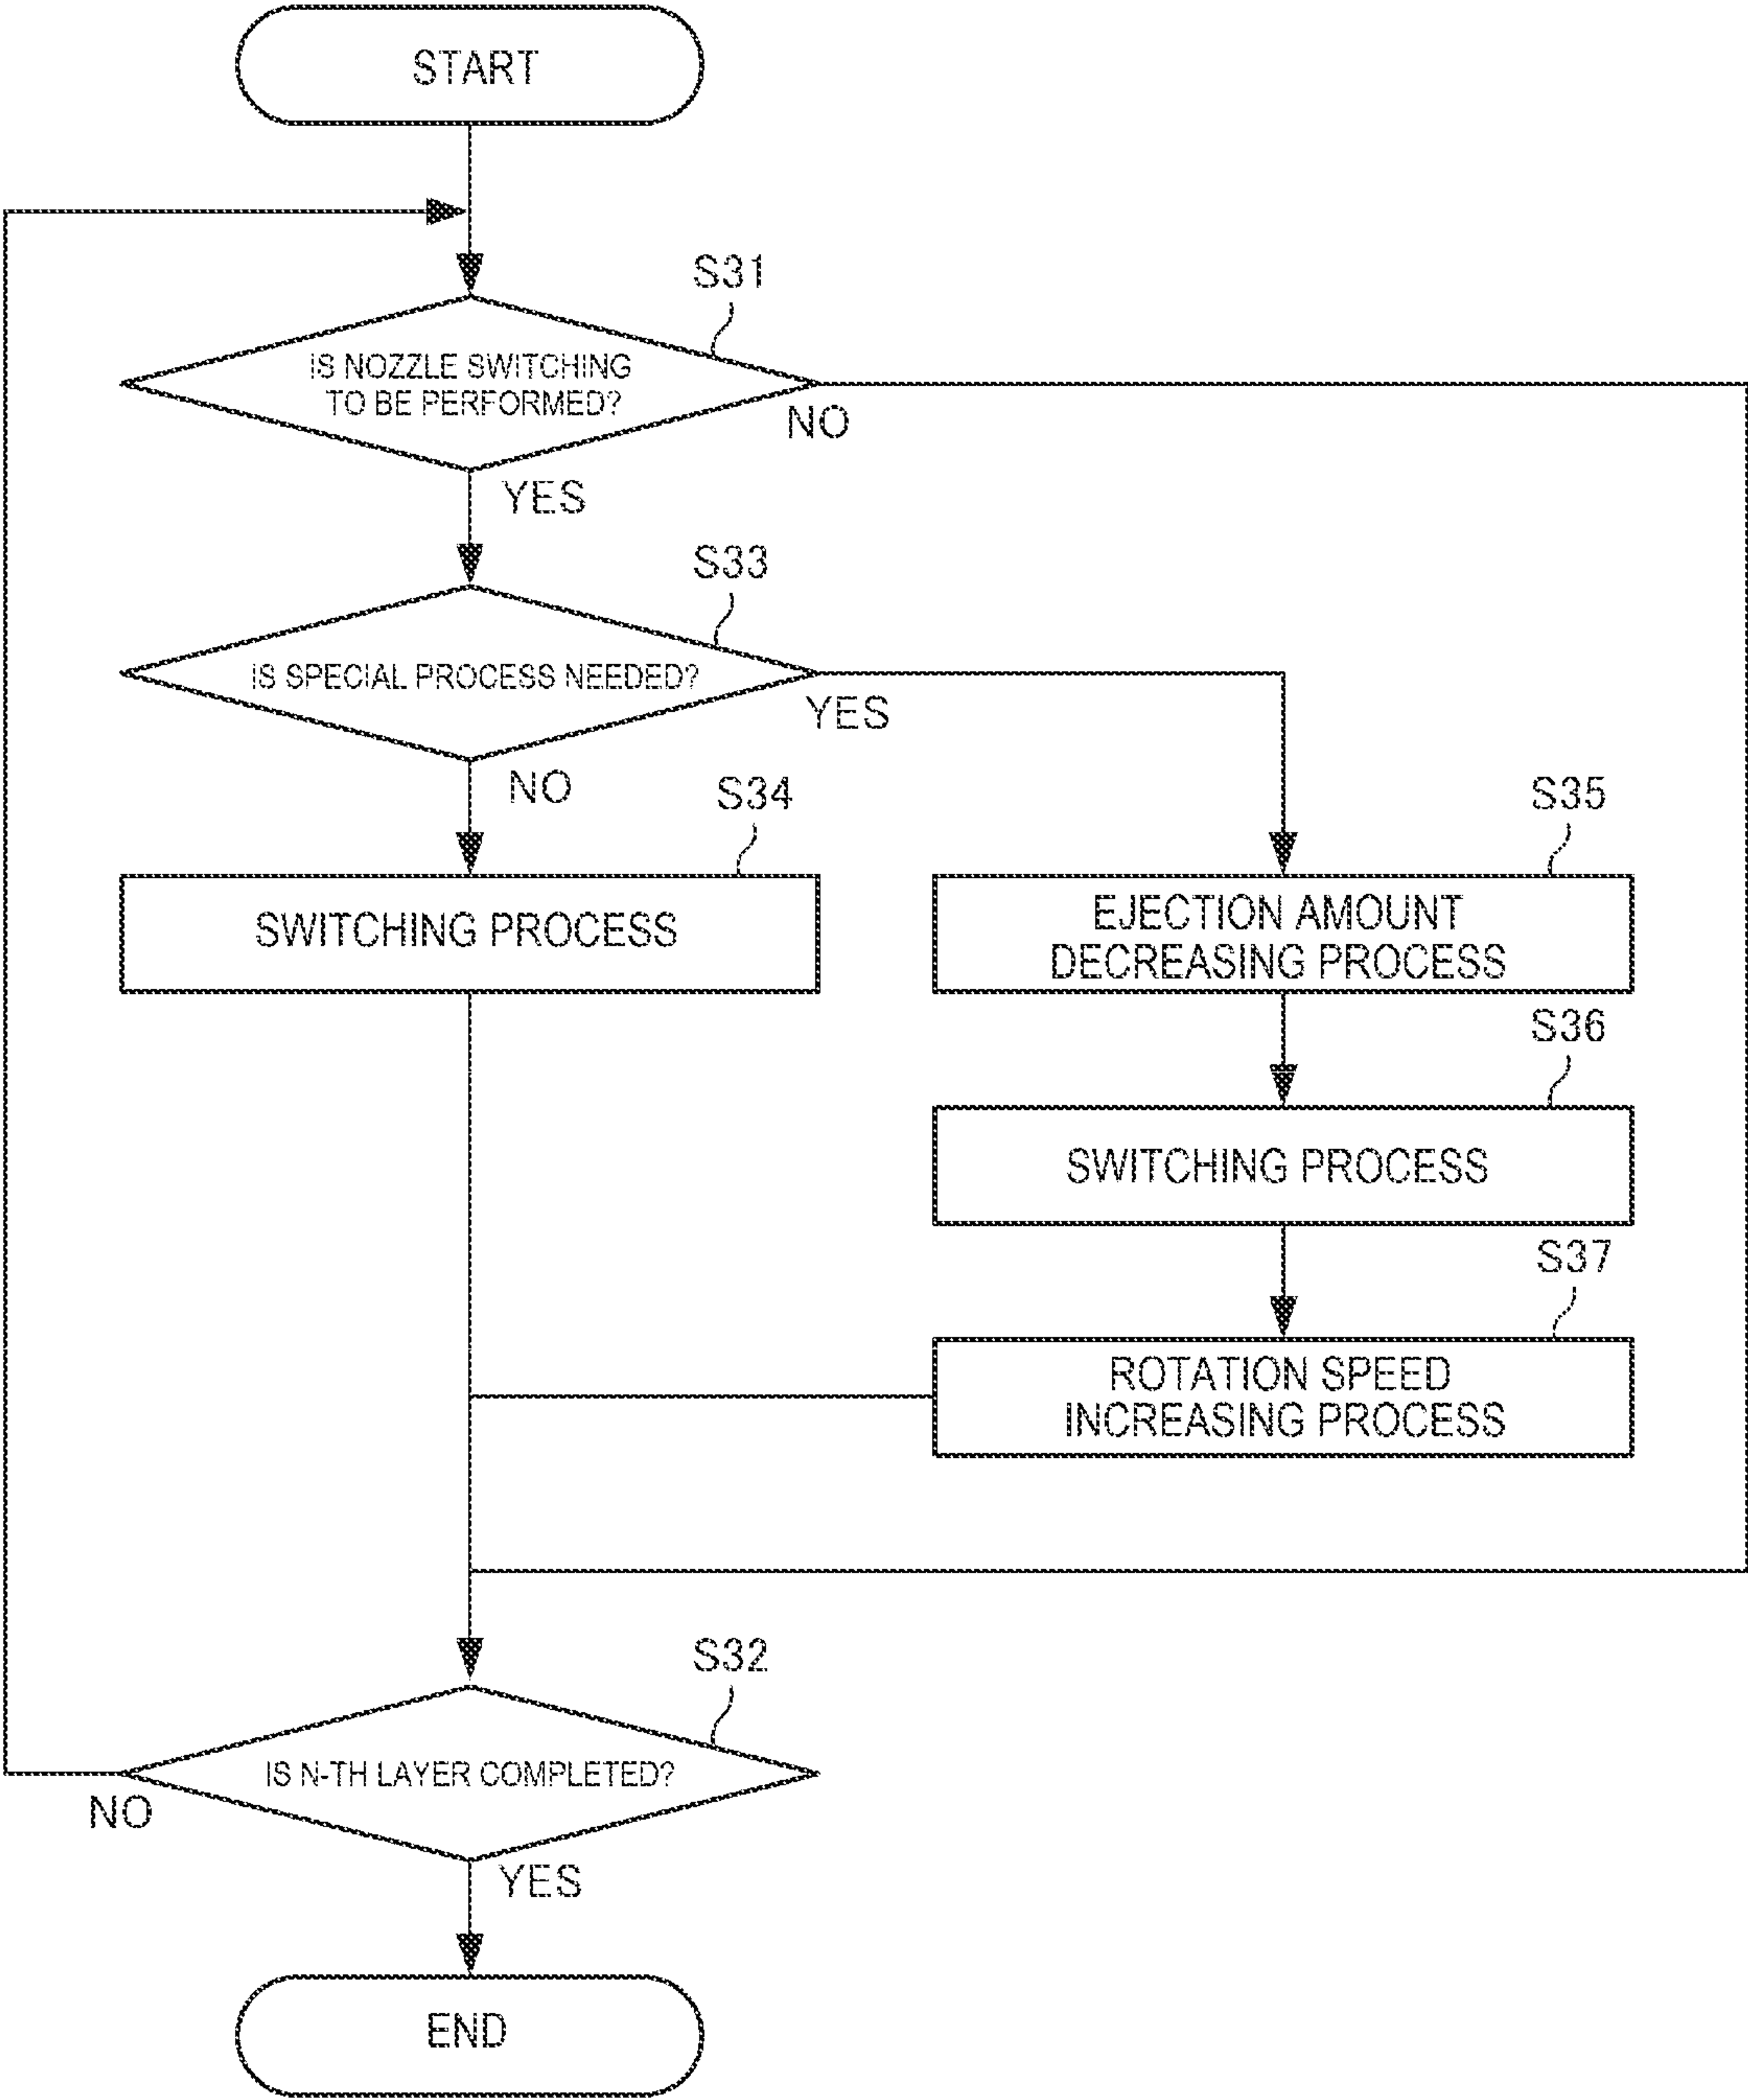 START
S31
IS NOZZLE SWITCHING
TO BE PERFORMED?
NO
YES
S33
IS SPECIAL PROCESS NEEDED?
YES
NO
S34
SWITCHING PROCESS
S35
EJECTION AMOUNT
DECREASING PROCESS
S36
SWITCHING PROCESS
S37
ROTATION SPEED
INCREASING PROCESS
S32
IS N-TH LAYER COMPLETED?
NO
YES
END